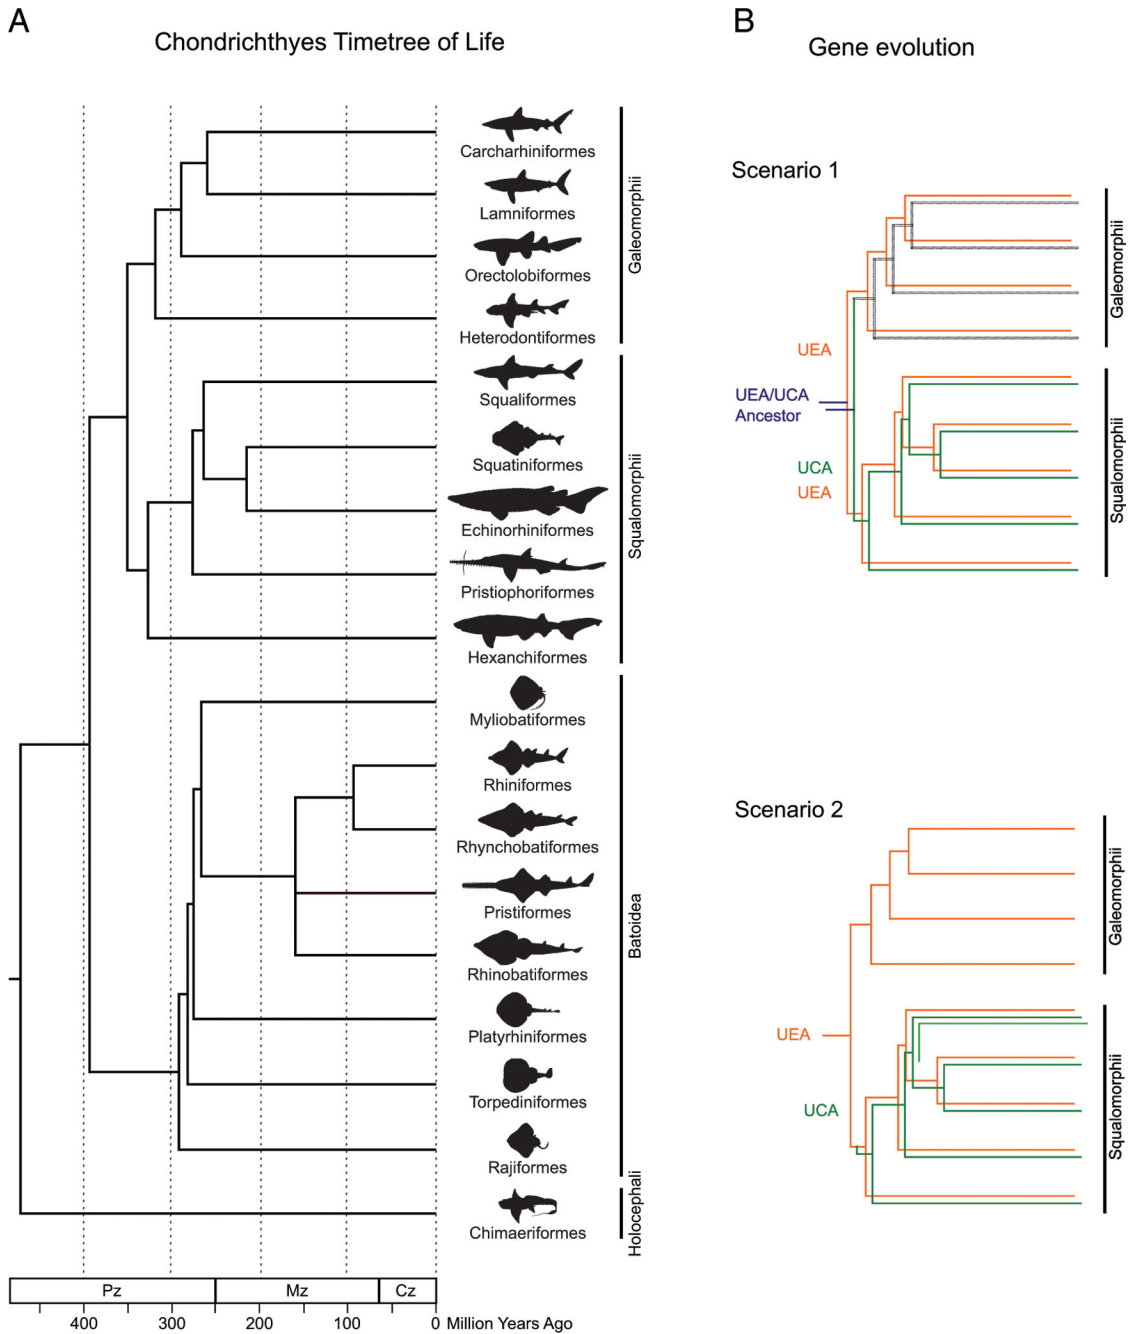 A
Chondrichthyes Timetree of Life
Carcharhiniformes
Lamniformes
Orectolobiformes
Heterodontiformes
Galeomorphii
Squaliformes
Squatiniformes
Echinorhiniformes
Pristiophoriformes
Hexanchiformes
Squalomorphii
Myliobatiformes
Rhiniformes
Rhynchobatiformes
Pristiformes
Rhinobatiformes
Platyrhiniformes
Torpediniformes
Rajiformes
Batoidea
Chimaeriformes
Holocephali
Pz Mz Cz
400 300 200 100 0 Million Years Ago
B
Gene evolution
Scenario 1
UEA
UEA/UCA
Ancestor
UCA
UEA
Galeomorphii
Squalomorphii
Scenario 2
UEA
UCA
Galeomorphii
Squalomorphii